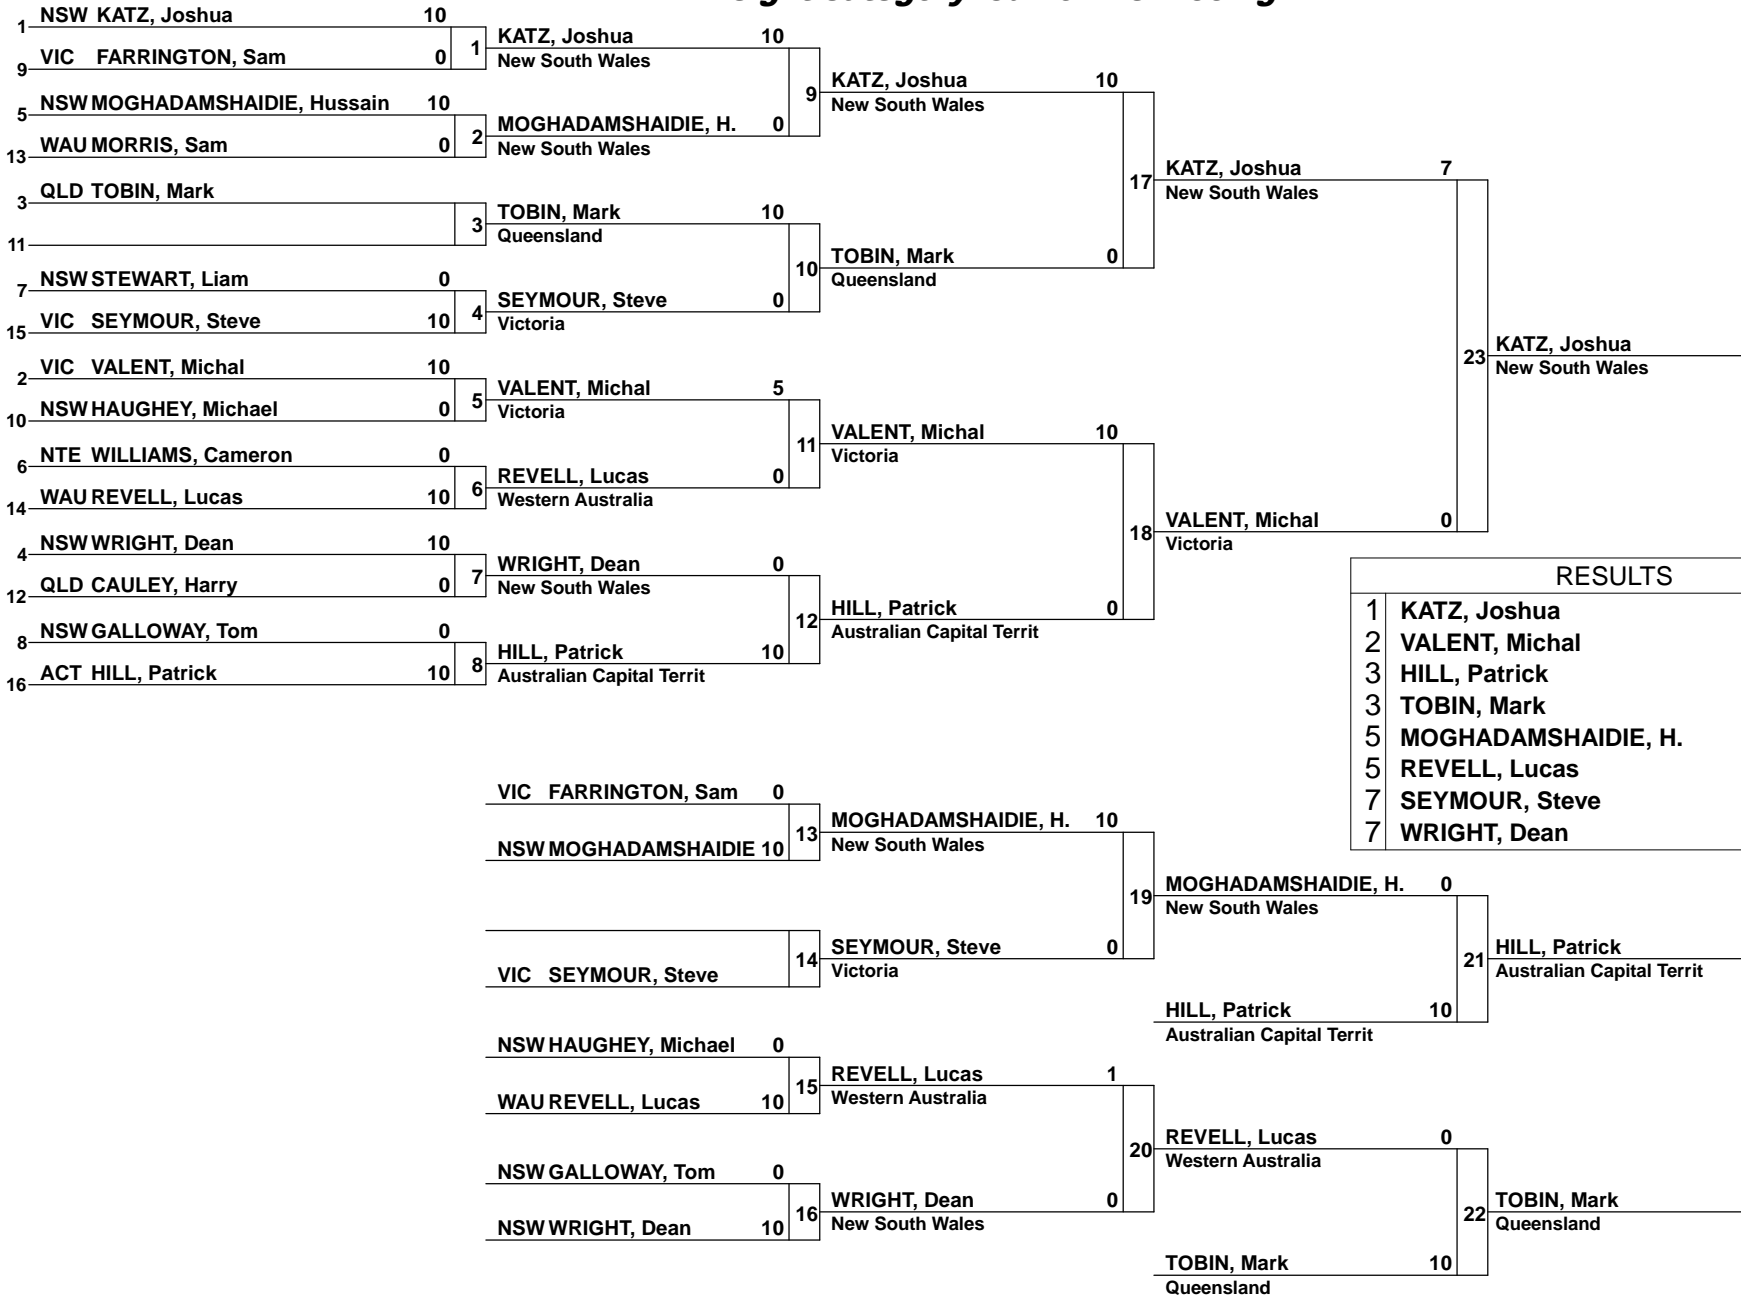 NSW KATZ, Joshua 10
1
VIC FARRINGTON, Sam 0
9
1
NSW MOGHADAMSHAIDIE, Hussain 10
5
WAU MORRIS, Sam 0
13
2
QLD TOBIN, Mark
3
11
3
NSW STEWART, Liam 0
7
VIC SEYMOUR, Steve 10
15
4
VIC VALENT, Michal 10
2
NSW HAUGHEY, Michael 0
10
5
NTE WILLIAMS, Cameron 0
6
WAU REVELL, Lucas 10
14
6
NSW WRIGHT, Dean 10
4
QLD CAULEY, Harry 0
12
7
NSW GALLOWAY, Tom 0
8
ACT HILL, Patrick 10
16
8
KATZ, Joshua 10
New South Wales
MOGHADAMSHAIDIE, H. 0
New South Wales
9
TOBIN, Mark 10
Queensland
SEYMOUR, Steve 0
Victoria
10
VALENT, Michal 5
Victoria
REVELL, Lucas 0
Western Australia
11
WRIGHT, Dean 0
New South Wales
HILL, Patrick 10
Australian Capital Territ
12
KATZ, Joshua 10
New South Wales
TOBIN, Mark 0
Queensland
17
VALENT, Michal 10
Victoria
HILL, Patrick 0
Australian Capital Territ
18
KATZ, Joshua 7
New South Wales
VALENT, Michal 0
Victoria
23
KATZ, Joshua
New South Wales
RESULTS
1 KATZ, Joshua
2 VALENT, Michal
3 HILL, Patrick
3 TOBIN, Mark
5 MOGHADAMSHAIDIE, H.
5 REVELL, Lucas
7 SEYMOUR, Steve
7 WRIGHT, Dean
VIC FARRINGTON, Sam 0
NSW MOGHADAMSHAIDIE 10
13
VIC SEYMOUR, Steve
14
NSW HAUGHEY, Michael 0
WAU REVELL, Lucas 10
15
NSW GALLOWAY, Tom 0
NSW WRIGHT, Dean 10
16
MOGHADAMSHAIDIE, H. 10
New South Wales
SEYMOUR, Steve 0
Victoria
19
REVELL, Lucas 1
Western Australia
WRIGHT, Dean 0
New South Wales
20
MOGHADAMSHAIDIE, H. 0
New South Wales
HILL, Patrick 10
Australian Capital Territ
21
REVELL, Lucas 0
Western Australia
TOBIN, Mark 10
Queensland
22
HILL, Patrick
Australian Capital Territ
TOBIN, Mark
Queensland